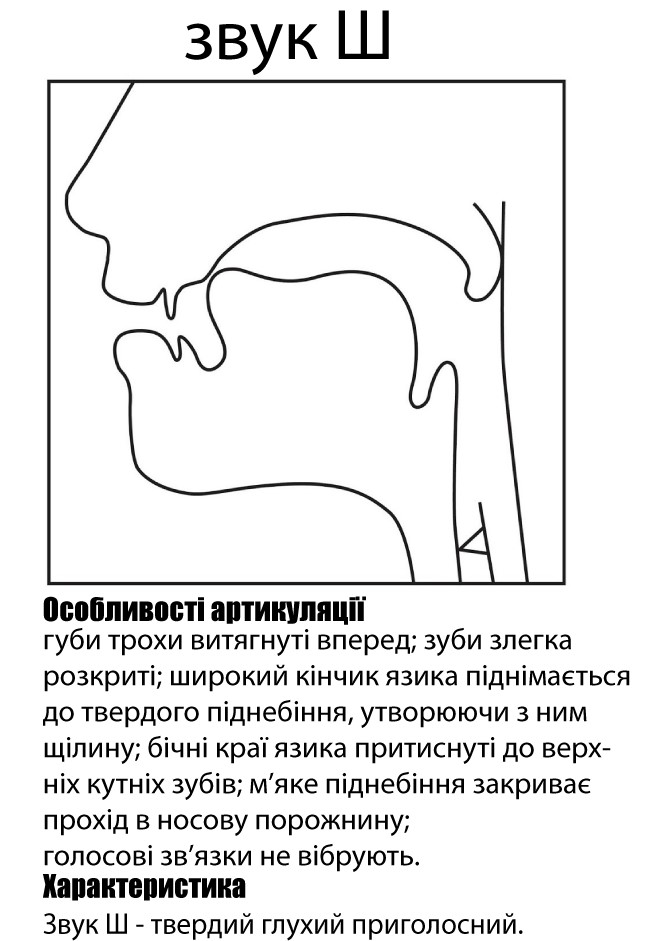 звук Ш
Особливості артикуляції
губи трохи витягнуті вперед; зуби злегка
розкриті; широкий кінчик язика піднімається
до твердого піднебіння, утворюючи з ним
щілину; бічні краї язика притиснуті до верх-
ніх кутніх зубів; м’яке піднебіння закриває
прохід в носову порожнину;
голосові зв’язки не вібрують.
Характеристика
Звук Ш - твердий глухий приголосний.